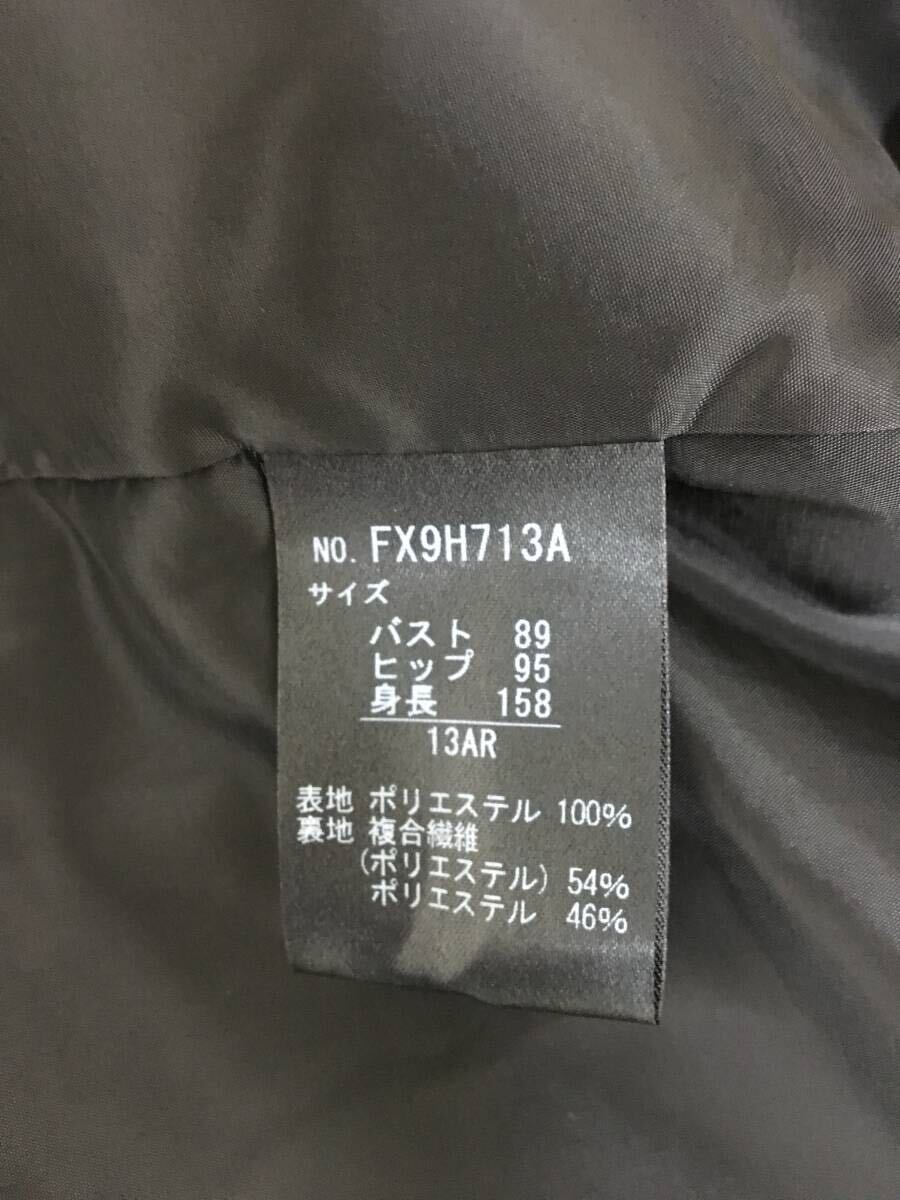 NO. FX9H713A
サイズ
バスト 89
ヒップ 95
身長 158
13AR
表地 ポリエステル 100%
裏地 複合繊維
(ポリエステル) 54%
ポリエステル 46%